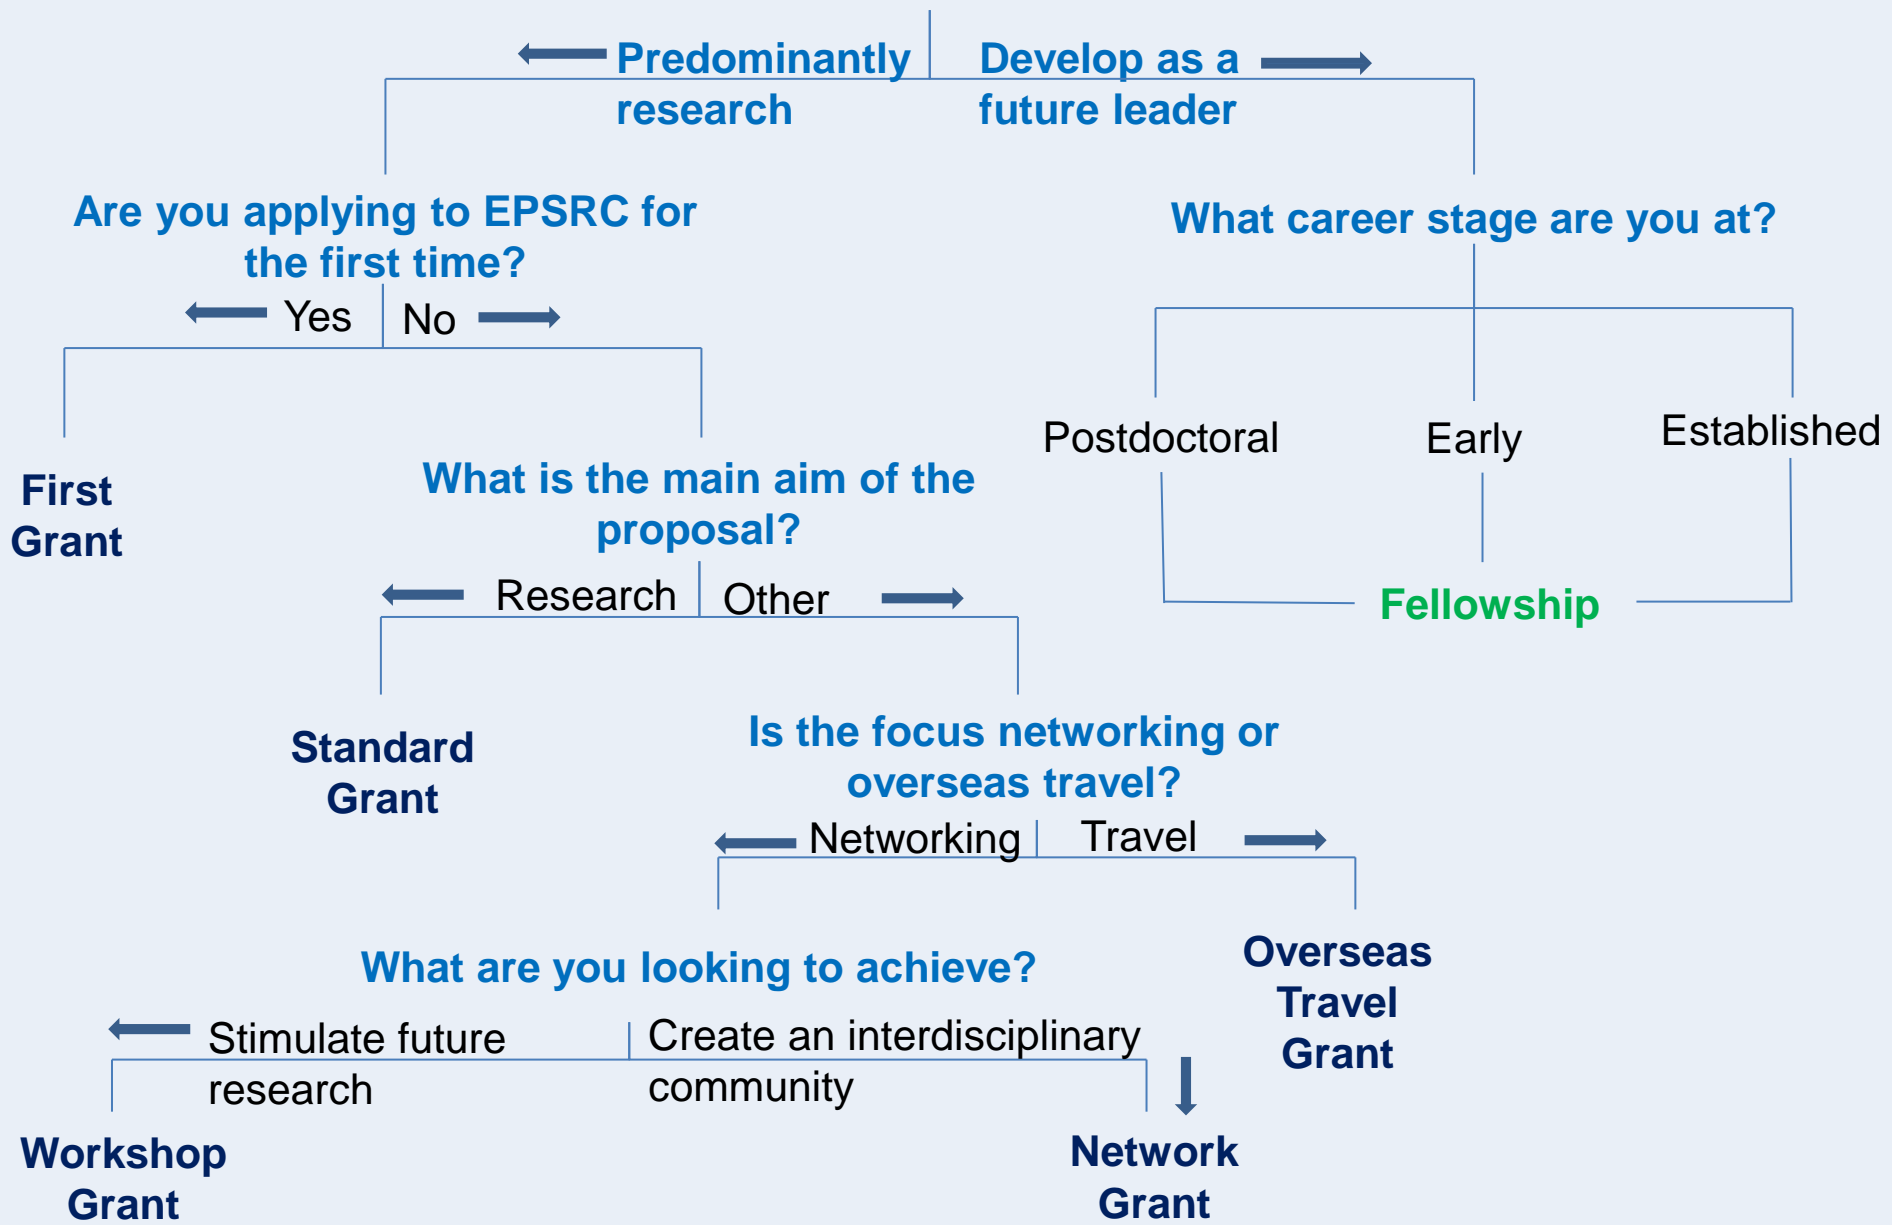 Predominantly
research
Develop as a
future leader
Are you applying to EPSRC for
the first time?
What career stage are you at?
Yes
No
Postdoctoral
Early
Established
First
Grant
What is the main aim of the
proposal?
Research
Other
Fellowship
Standard
Grant
Is the focus networking or
overseas travel?
Networking
Travel
What are you looking to achieve?
Overseas
Travel
Grant
Stimulate future
research
Create an interdisciplinary
community
Workshop
Grant
Network
Grant